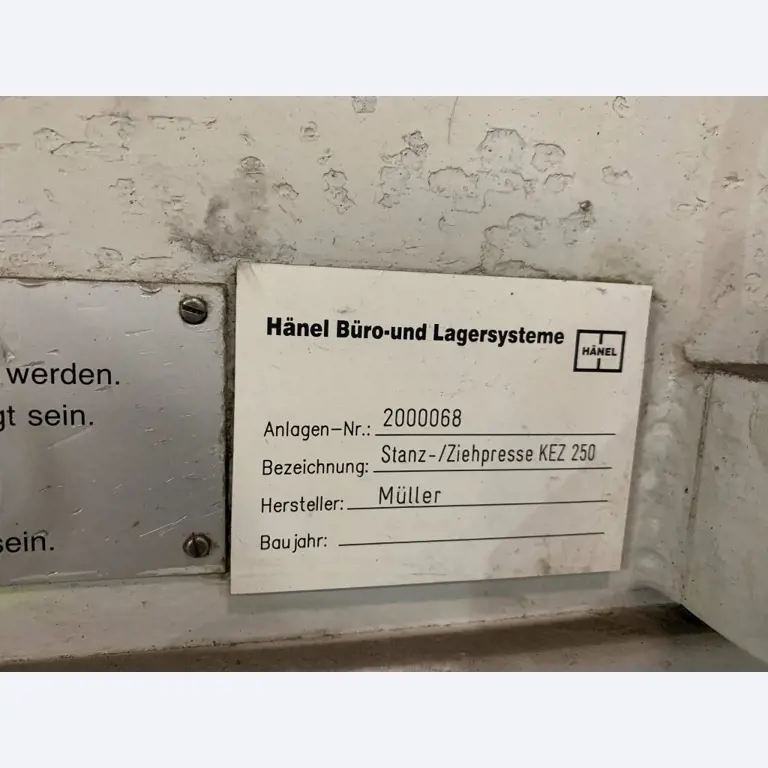 werden.
gt sein.
sein.
Hänel Büro-und Lagersysteme
HÄNEL
Anlagen-Nr.: 2000068
Bezeichnung: Stanz-/Ziehpresse KEZ 250
Hersteller: Müller
Baujahr: